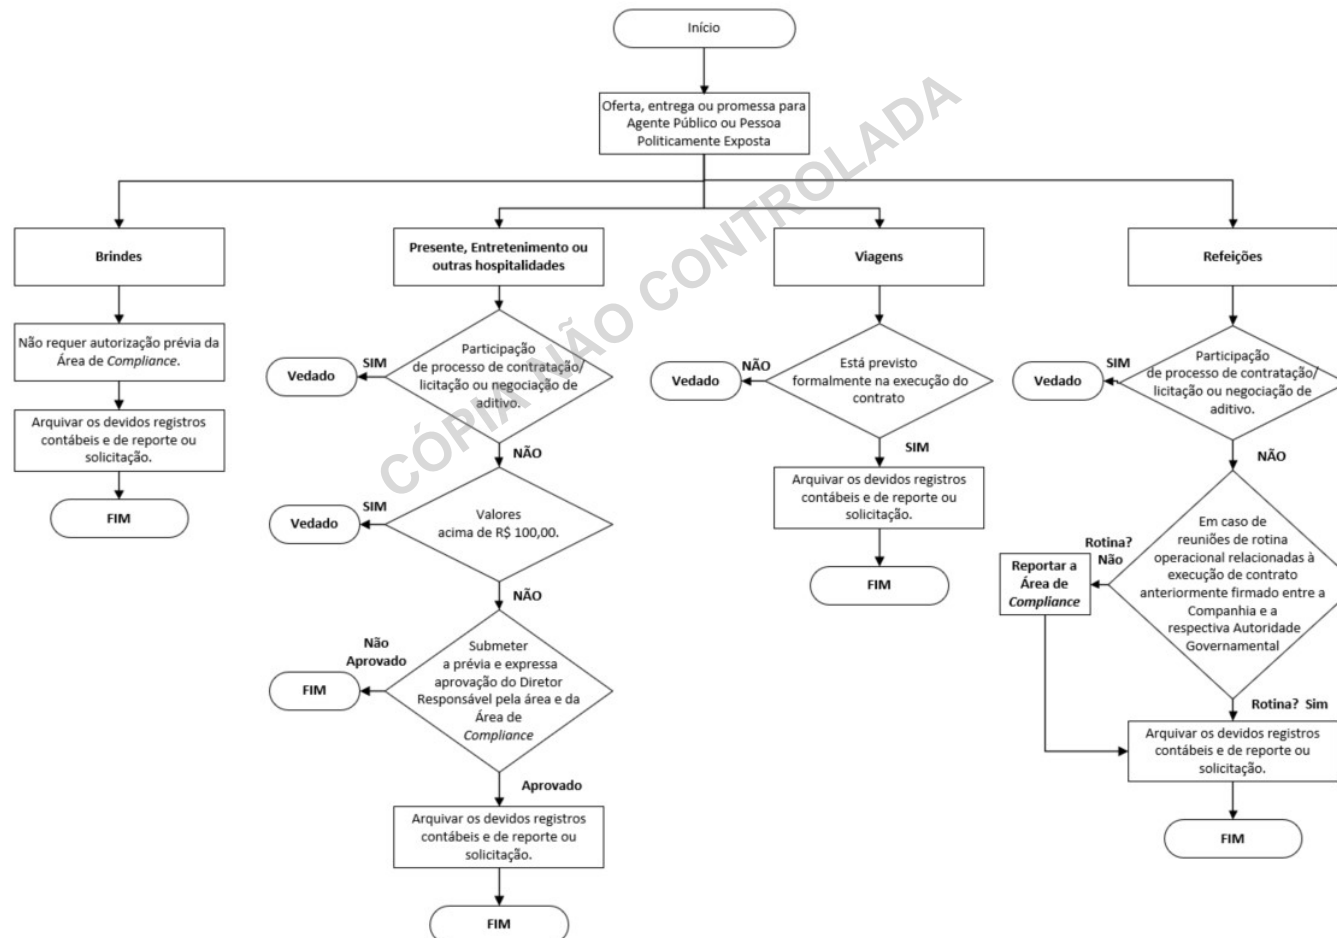 Início
Oferta, entrega ou promessa para
Agente Público ou Pessoa
Politicamente Exposta
CÓPIA NÃO CONTROLADA
Brindes
Não requer autorização prévia da
Área de Compliance.
Arquivar os devidos registros
contábeis e de reporte ou
solicitação.
FIM
Presente, Entretenimento ou
outras hospitalidades
Participação
de processo de contratação/
licitação ou negociação de
aditivo.
SIM
Vedado
NÃO
Valores
acima de R$ 100,00.
SIM
Vedado
NÃO
Submeter
a prévia e expressa
aprovação do Diretor
Responsável pela área e da
Área de
Compliance
Não
Aprovado
FIM
Aprovado
Arquivar os devidos registros
contábeis e de reporte ou
solicitação.
FIM
Viagens
Está previsto
formalmente na execução do
contrato
NÃO
Vedado
SIM
Arquivar os devidos registros
contábeis e de reporte ou
solicitação.
FIM
Refeições
Participação
de processo de contratação/
licitação ou negociação de
aditivo.
SIM
Vedado
NÃO
Em caso de
reuniões de rotina
operacional relacionadas à
execução de contrato
anteriormente firmado entre a
Companhia e a
respectiva Autoridade
Governamental
Rotina?
Não
Reportar a
Área de
Compliance
Rotina? Sim
Arquivar os devidos registros
contábeis e de reporte ou
solicitação.
FIM